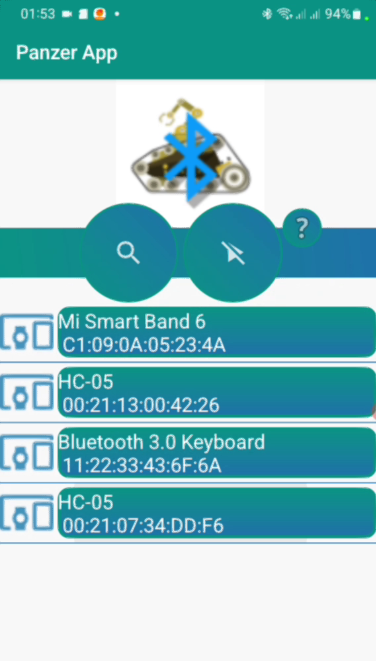 01:53
94%
Panzer App
?
Mi Smart Band 6
C1:09:0A:05:23:4A
HC-05
00:21:13:00:42:26
Bluetooth 3.0 Keyboard
11:22:33:43:6F:6A
HC-05
00:21:07:34:DD:F6